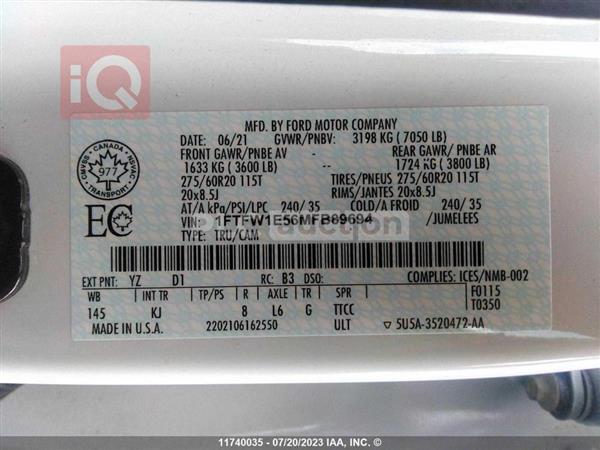 iQ
MFD. BY FORD MOTOR COMPANY
DATE: 06/21 GVWR/PNBV: 3198 KG ( 7050 LB)
FRONT GAWR/PNBE AV -- REAR GAWR/PNBE AR
1633 KG ( 3600 LB) -- 1724 KG ( 3800 LB)
275/60R20 115T TIRES/PNEUS 275/60R20 115T
20x8.5J RIMS/JANTES 20x8.5J
AT/A kPa/PSI/LPC 240/ 35 COLD/A FROID 240/ 35
VIN: 1FTFW1E56MFB89694 /JUMELEES
TYPE: TRU/CAM
CANADA
CMVSS
977
NSVAC
TRANSPORT
EC
auction
EXT PNT: YZ D1 RC: B3 DSO: COMPLIES: ICES/NMB-002
WB INT TR TP/PS R AXLE TR SPR F0115
145 KJ 8 L6 G TTCC T0350
MADE IN U.S.A. 2202106162550 ULT ▽ 5U5A-3520472-AA
11740035 - 07/20/2023 IAA, INC.